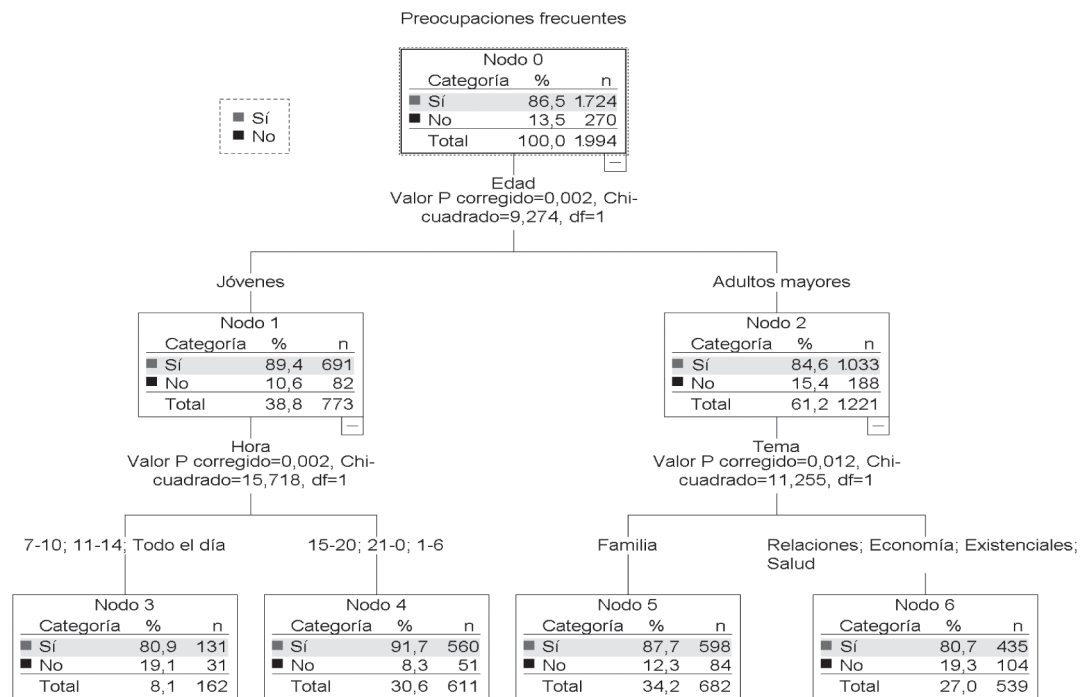 Preocupaciones frecuentes
Nodo 0
Categoría % n
Sí 86,5 1.724
No 13,5 270
Total 100,0 1.994
Sí
No
Edad
Valor P corregido=0,002, Chi-
cuadrado=9,274, df=1
Jóvenes
Adultos mayores
Nodo 1
Categoría % n
Sí 89,4 691
No 10,6 82
Total 38,8 773
Nodo 2
Categoría % n
Sí 84,6 1.033
No 15,4 188
Total 61,2 1.221
Hora
Valor P corregido=0,002, Chi-
cuadrado=15,718, df=1
Tema
Valor P corregido=0,012, Chi-
cuadrado=11,255, df=1
7-10; 11-14; Todo el día
15-20; 21-0; 1-6
Familia
Relaciones; Economía; Existenciales;
Salud
Nodo 3
Categoría % n
Sí 80,9 131
No 19,1 31
Total 8,1 162
Nodo 4
Categoría % n
Sí 91,7 560
No 8,3 51
Total 30,6 611
Nodo 5
Categoría % n
Sí 87,7 598
No 12,3 84
Total 34,2 682
Nodo 6
Categoría % n
Sí 80,7 435
No 19,3 104
Total 27,0 539